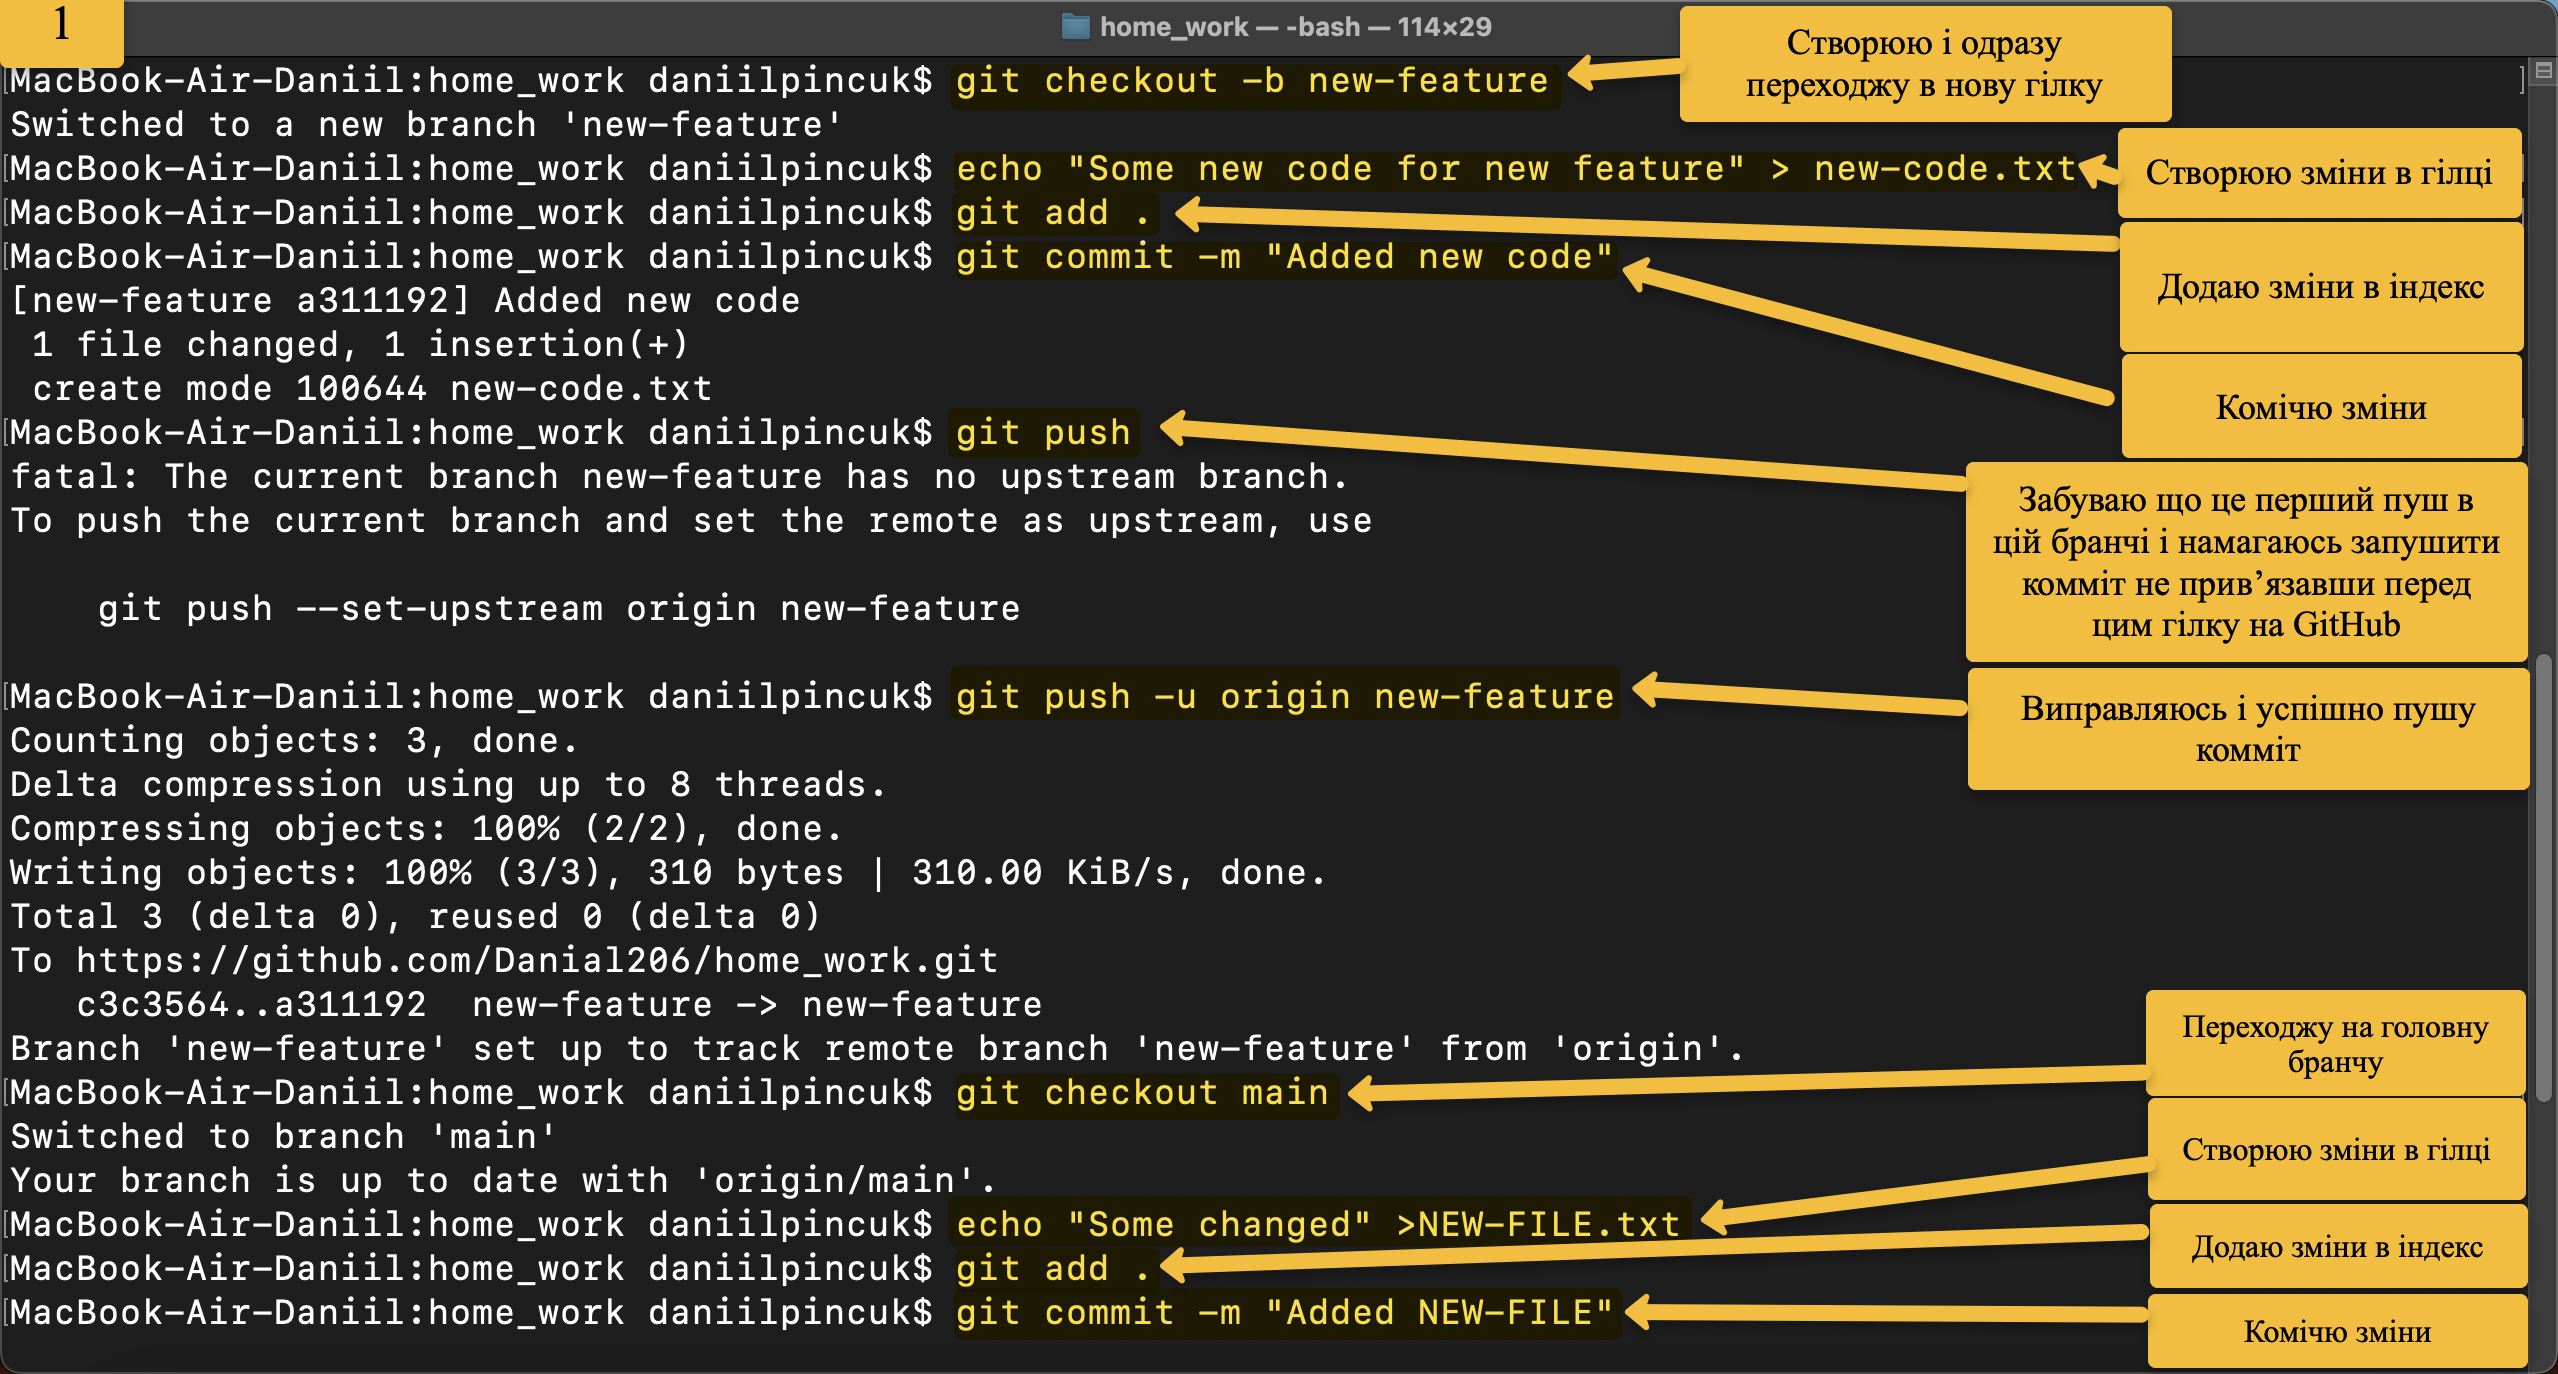 1
home_work — -bash — 114×29
MacBook-Air-Daniil:home_work daniilpincuk$ git checkout -b new-feature
Створюю і одразу
переходжу в нову гілку
Switched to a new branch 'new-feature'
MacBook-Air-Daniil:home_work daniilpincuk$ echo "Some new code for new feature" > new-code.txt
Створюю зміни в гілці
MacBook-Air-Daniil:home_work daniilpincuk$ git add .
Додаю зміни в індекс
MacBook-Air-Daniil:home_work daniilpincuk$ git commit -m "Added new code"
Комічю зміни
[new-feature a311192] Added new code
1 file changed, 1 insertion(+)
create mode 100644 new-code.txt
MacBook-Air-Daniil:home_work daniilpincuk$ git push
Забуваю що це перший пуш в
цій бранчі і намагаюсь запушити
комміт не прив’язавши перед
цим гілку на GitHub
fatal: The current branch new-feature has no upstream branch.
To push the current branch and set the remote as upstream, use
git push --set-upstream origin new-feature
MacBook-Air-Daniil:home_work daniilpincuk$ git push -u origin new-feature
Виправляюсь і успішно пушу
комміт
Counting objects: 3, done.
Delta compression using up to 8 threads.
Compressing objects: 100% (2/2), done.
Writing objects: 100% (3/3), 310 bytes | 310.00 KiB/s, done.
Total 3 (delta 0), reused 0 (delta 0)
To https://github.com/Danial206/home_work.git
c3c3564..a311192  new-feature -> new-feature
Branch 'new-feature' set up to track remote branch 'new-feature' from 'origin'.
MacBook-Air-Daniil:home_work daniilpincuk$ git checkout main
Переходжу на головну
бранчу
Switched to branch 'main'
Your branch is up to date with 'origin/main'.
MacBook-Air-Daniil:home_work daniilpincuk$ echo "Some changed" >NEW-FILE.txt
Створюю зміни в гілці
MacBook-Air-Daniil:home_work daniilpincuk$ git add .
Додаю зміни в індекс
MacBook-Air-Daniil:home_work daniilpincuk$ git commit -m "Added NEW-FILE"
Комічю зміни